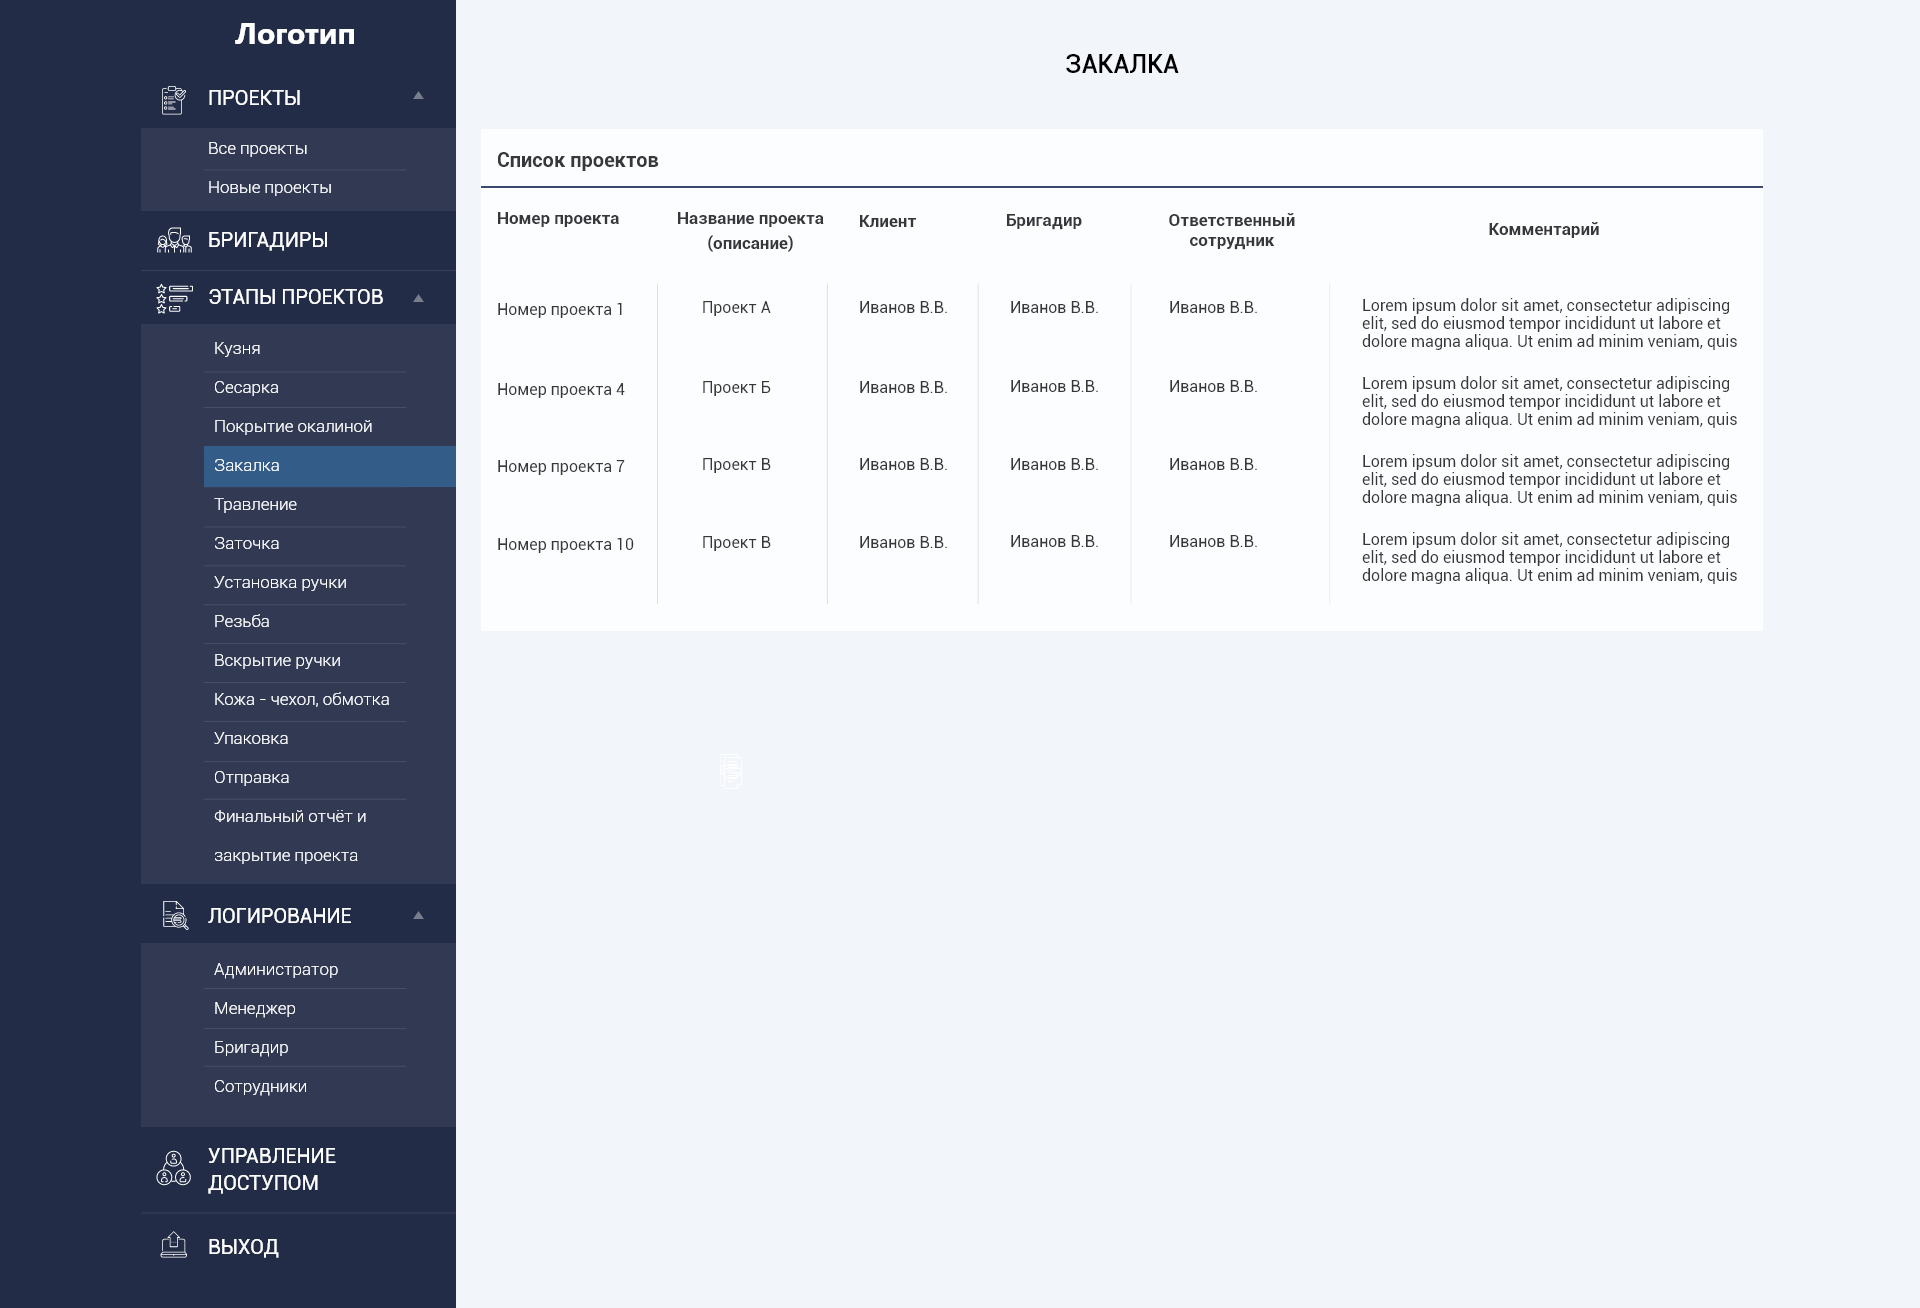 Логотип
ПРОЕКТЫ
Все проекты
Новые проекты
БРИГАДИРЫ
ЭТАПЫ ПРОЕКТОВ
Кузня
Сесарка
Покрытие окалиной
Закалка
Травление
Заточка
Установка ручки
Резьба
Вскрытие ручки
Кожа - чехол, обмотка
Упаковка
Отправка
Финальный отчёт и
закрытие проекта
ЛОГИРОВАНИЕ
Администратор
Менеджер
Бригадир
Сотрудники
УПРАВЛЕНИЕ
ДОСТУПОМ
ВЫХОД
ЗАКАЛКА
Список проектов
Номер проекта
Название проекта
(описание)
Клиент
Бригадир
Ответственный
сотрудник
Комментарий
Номер проекта 1
Проект А
Иванов В.В.
Иванов В.В.
Иванов В.В.
Lorem ipsum dolor sit amet, consectetur adipiscing
elit, sed do eiusmod tempor incididunt ut labore et
dolore magna aliqua. Ut enim ad minim veniam, quis
Номер проекта 4
Проект Б
Иванов В.В.
Иванов В.В.
Иванов В.В.
Lorem ipsum dolor sit amet, consectetur adipiscing
elit, sed do eiusmod tempor incididunt ut labore et
dolore magna aliqua. Ut enim ad minim veniam, quis
Номер проекта 7
Проект В
Иванов В.В.
Иванов В.В.
Иванов В.В.
Lorem ipsum dolor sit amet, consectetur adipiscing
elit, sed do eiusmod tempor incididunt ut labore et
dolore magna aliqua. Ut enim ad minim veniam, quis
Номер проекта 10
Проект В
Иванов В.В.
Иванов В.В.
Иванов В.В.
Lorem ipsum dolor sit amet, consectetur adipiscing
elit, sed do eiusmod tempor incididunt ut labore et
dolore magna aliqua. Ut enim ad minim veniam, quis